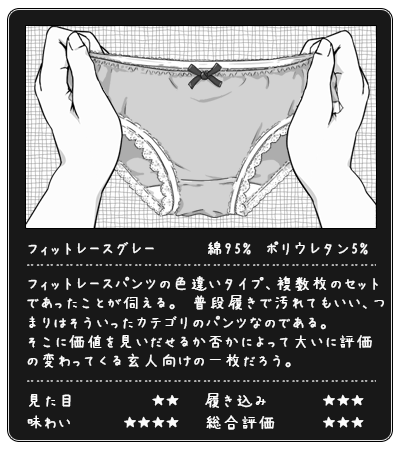 フィットレースグレー 綿95% ポリウレタン5%
フィットレースパンツの色違いタイプ、複数枚のセット
であったことが伺える。 普段履きで汚れてもいい、つ
まりはそういったカテゴリのパンツなのである。
そこに価値を見いだせるか否かによって大いに評価
の変わってくる玄人向けの一枚だろう。
見た目 ★★ 履き込み ★★★
味わい ★★★★ 総合評価 ★★★